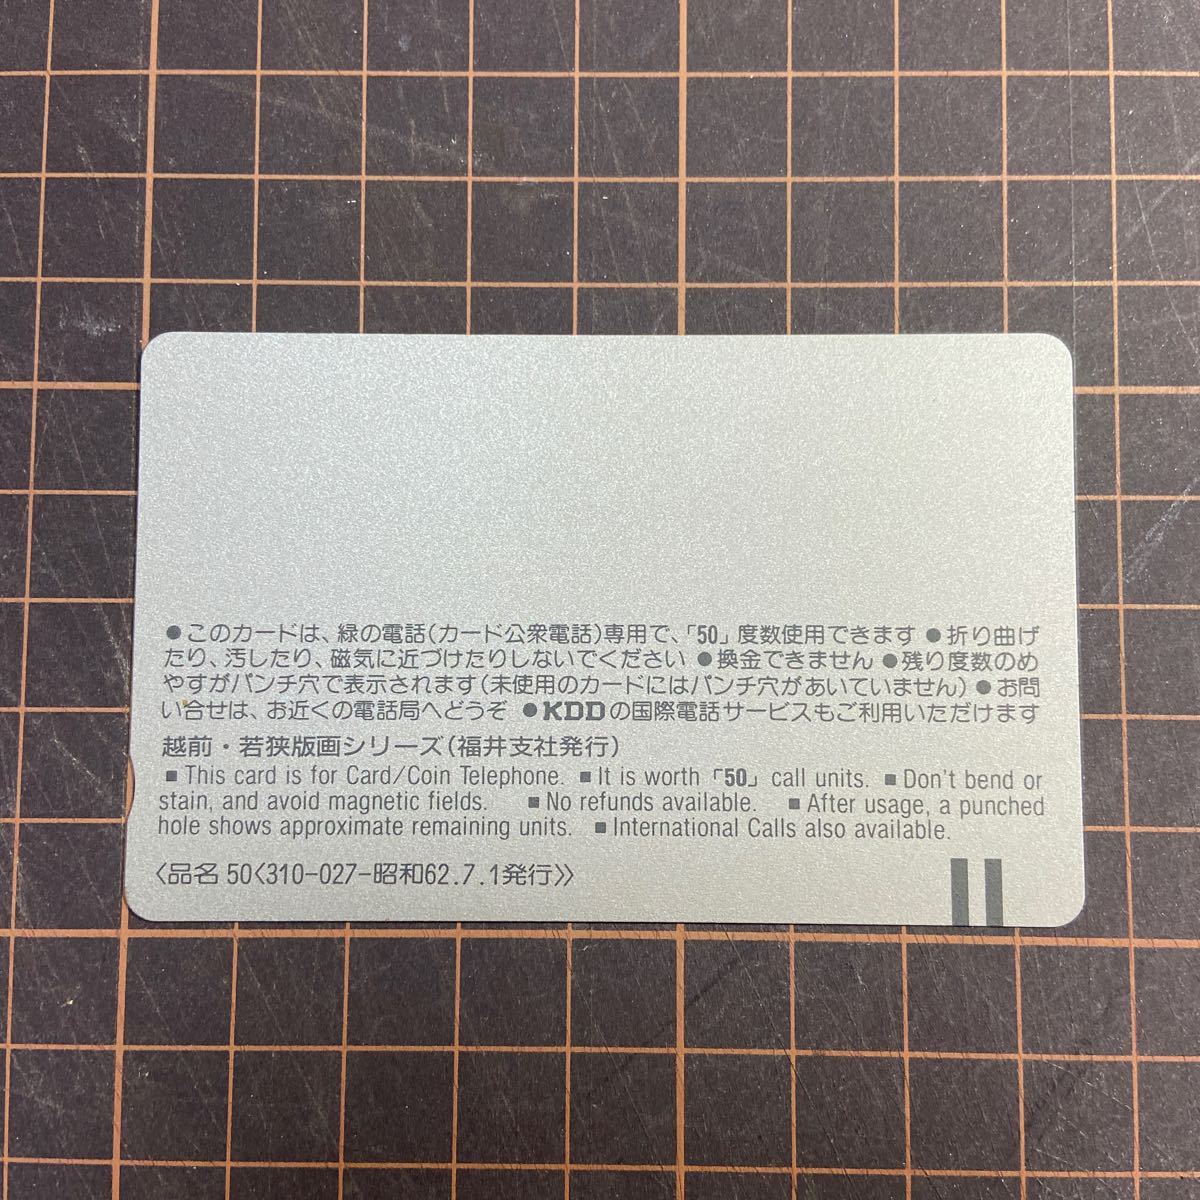 ●このカードは、緑の電話(カード公衆電話)専用で、「50」度数使用できます ●折り曲げ
たり、汚したり、磁気に近づけたりしないでください ●換金できません ●残り度数のめ
やすがパンチ穴で表示されます(未使用のカードにはパンチ穴があいていません) ●お問
い合せは、お近くの電話局へどうぞ ●KDDの国際電話サービスもご利用いただけます
越前・若狭版画シリーズ(福井支社発行)
■ This card is for Card/Coin Telephone. ■ It is worth 「50」 call units. ■ Don't bend or
stain, and avoid magnetic fields. ■ No refunds available. ■ After usage, a punched
hole shows approximate remaining units. ■ International Calls also available.
〈品名 50〈310-027-昭和62.7.1発行〉〉